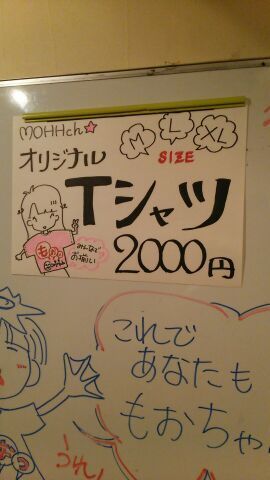 MOHHch☆
オリジナル
M L XL
SIZE
Tシャツ
2000円
みんなで
お揃い♡
これで
あなたも
もおちゃ